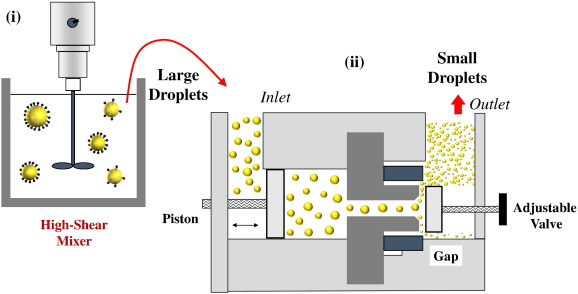 (i)
(ii)
Small
Droplets
Large
Droplets
Inlet
Outlet
Piston
Adjustable
Valve
High-Shear
Mixer
Gap